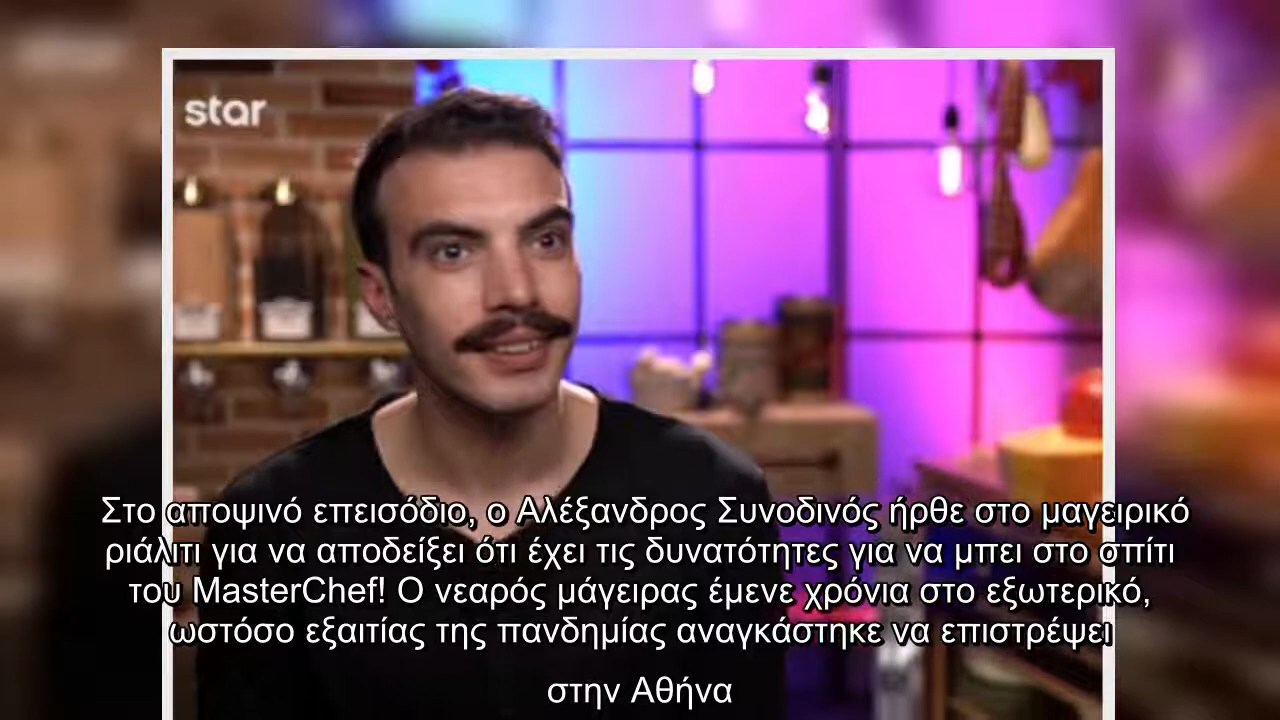 star
Στο αποψινό επεισόδιο, ο Αλέξανδρος Συνοδινός ήρθε στο μαγειρικό
ριάλιτι για να αποδείξει ότι έχει τις δυνατότητες για να μπει στο σπίτι
του MasterChef! Ο νεαρός μάγειρας έμενε χρόνια στο εξωτερικό,
ωστόσο εξαιτίας της πανδημίας αναγκάστηκε να επιστρέψει
στην Αθήνα